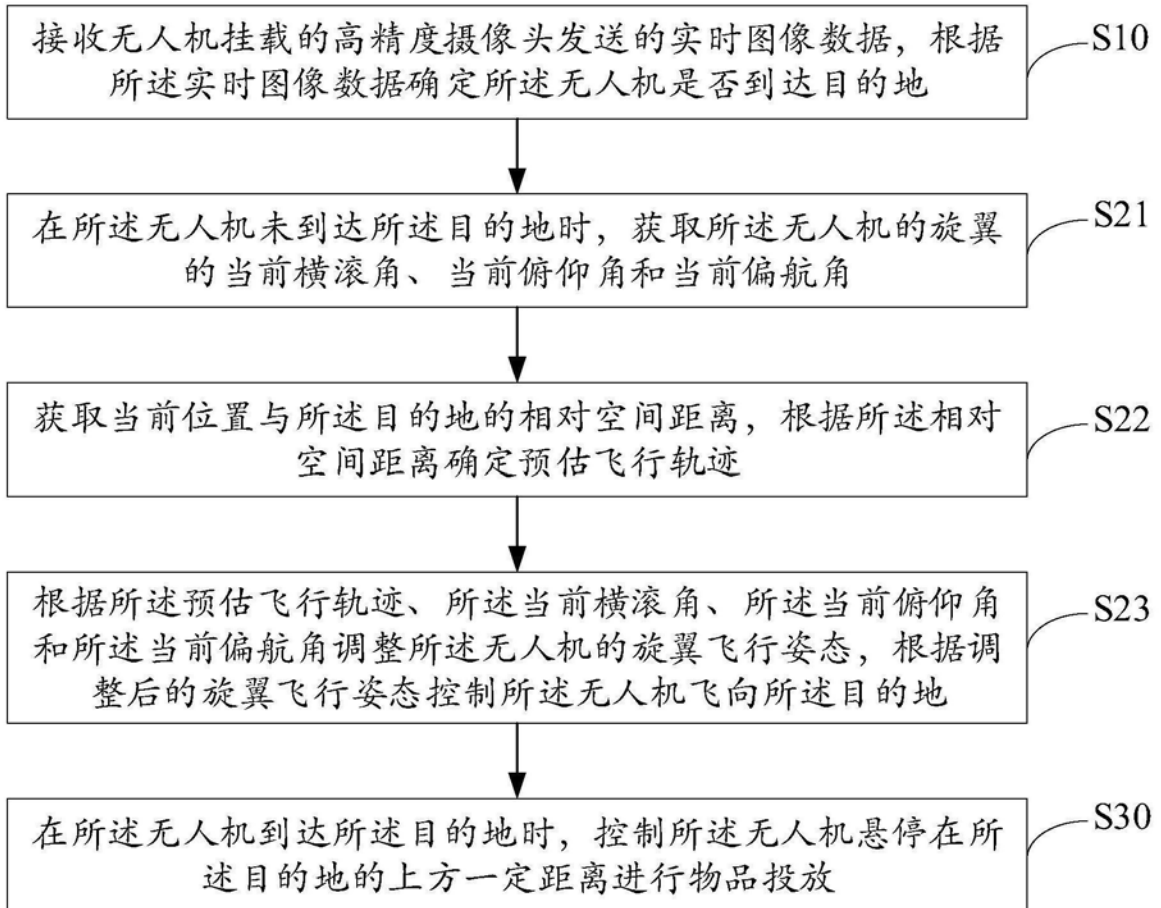 接收无人机挂载的高精度摄像头发送的实时图像数据，根据
所述实时图像数据确定所述无人机是否到达目的地
S10
在所述无人机未到达所述目的地时，获取所述无人机的旋翼
的当前横滚角、当前俯仰角和当前偏航角
S21
获取当前位置与所述目的地的相对空间距离，根据所述相对
空间距离确定预估飞行轨迹
S22
根据所述预估飞行轨迹、所述当前横滚角、所述当前俯仰角
和所述当前偏航角调整所述无人机的旋翼飞行姿态，根据调
整后的旋翼飞行姿态控制所述无人机飞向所述目的地
S23
在所述无人机到达所述目的地时，控制所述无人机悬停在所
述目的地的上方一定距离进行物品投放
S30